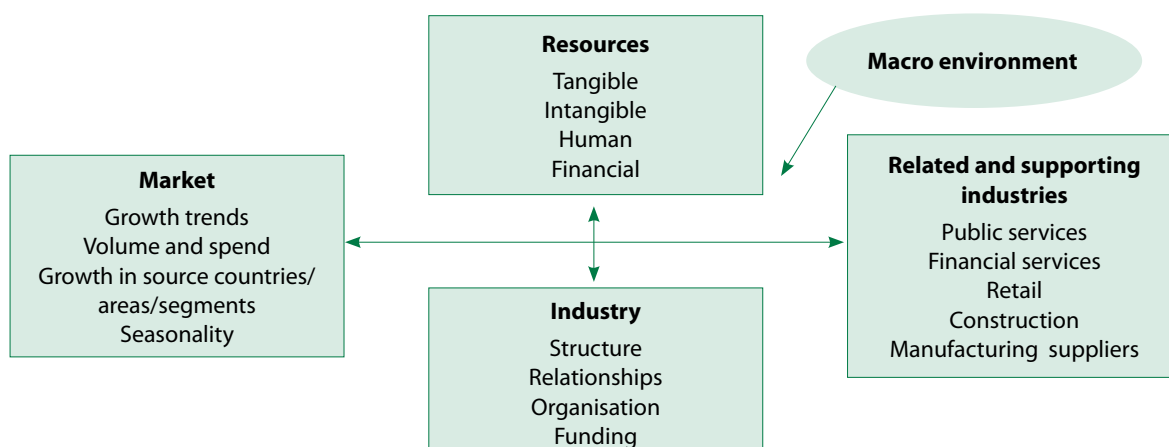 Resources
Tangible
Intangible
Human
Financial
Macro environment
Market
Growth trends
Volume and spend
Growth in source countries/
areas/segments
Seasonality
Related and supporting
industries
Public services
Financial services
Retail
Construction
Manufacturing suppliers
Industry
Structure
Relationships
Organisation
Funding